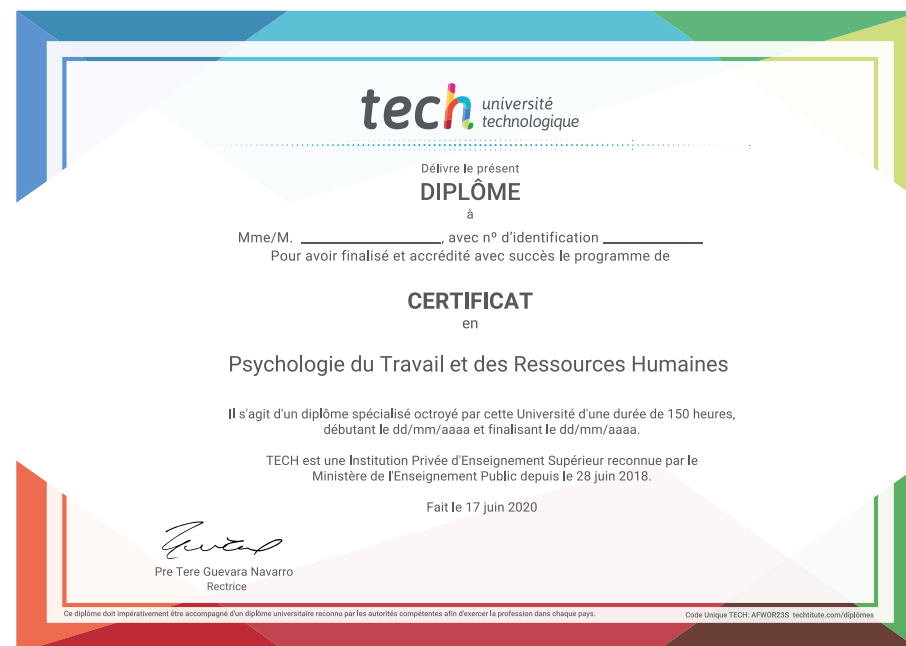 tech université
technologique
Délivre le présent
DIPLÔME
à
Mme/M. ____________________, avec nº d'identification ______________
Pour avoir finalisé et accrédité avec succès le programme de
CERTIFICAT
en
Psychologie du Travail et des Ressources Humaines
Il s'agit d'un diplôme spécialisé octroyé par cette Université d'une durée de 150 heures,
débutant le dd/mm/aaaa et finalisant le dd/mm/aaaa.
TECH est une Institution Privée d'Enseignement Supérieur reconnue par le
Ministère de l'Enseignement Public depuis le 28 juin 2018.
Fait le 17 juin 2020
Pre Tere Guevara Navarro
Rectrice
Ce diplôme doit impérativement être accompagné d'un diplôme universitaire reconnu par les autorités compétentes afin d'exercer la profession dans chaque pays.
Code Unique TECH: AFWOR23S techtitute.com/diplômes